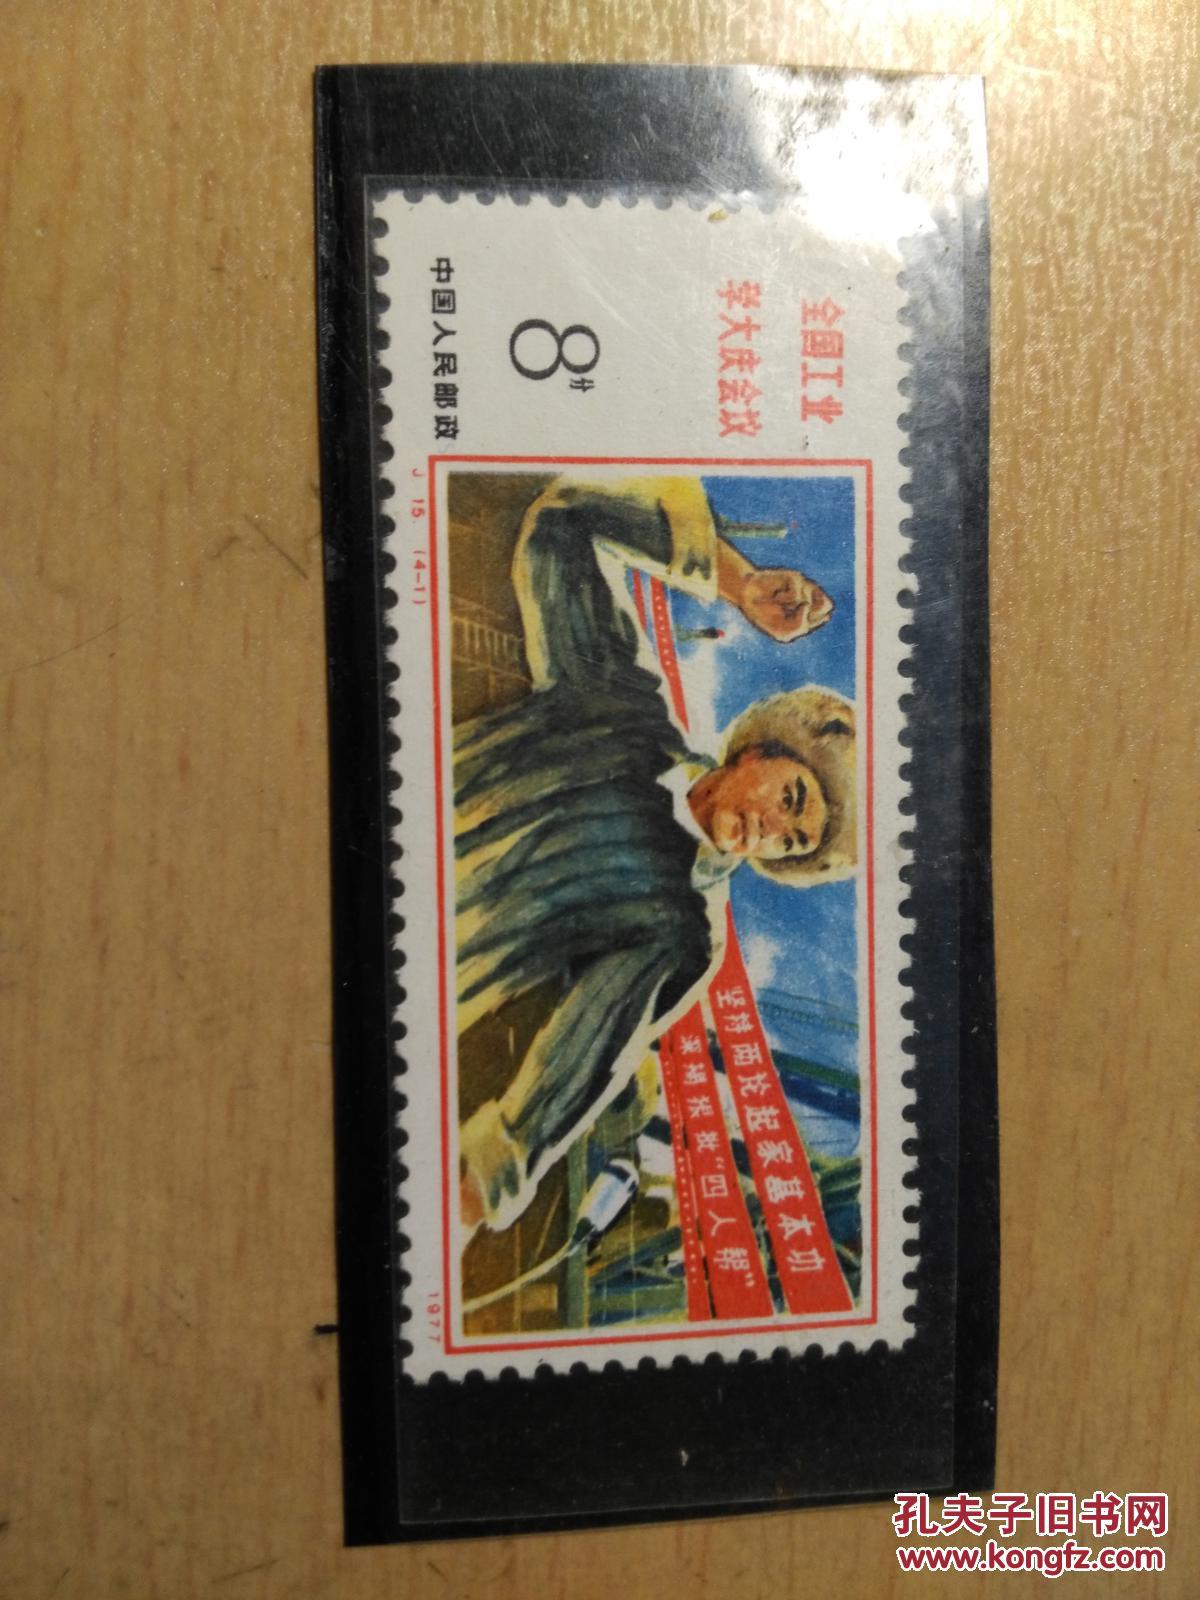 全国工业
学大庆会议
8分
中国人民邮政
坚持两论起家基本功
深揭狠批“四人帮”
J.15.(4-1)
1977
孔夫子旧书网
www.kongfz.com